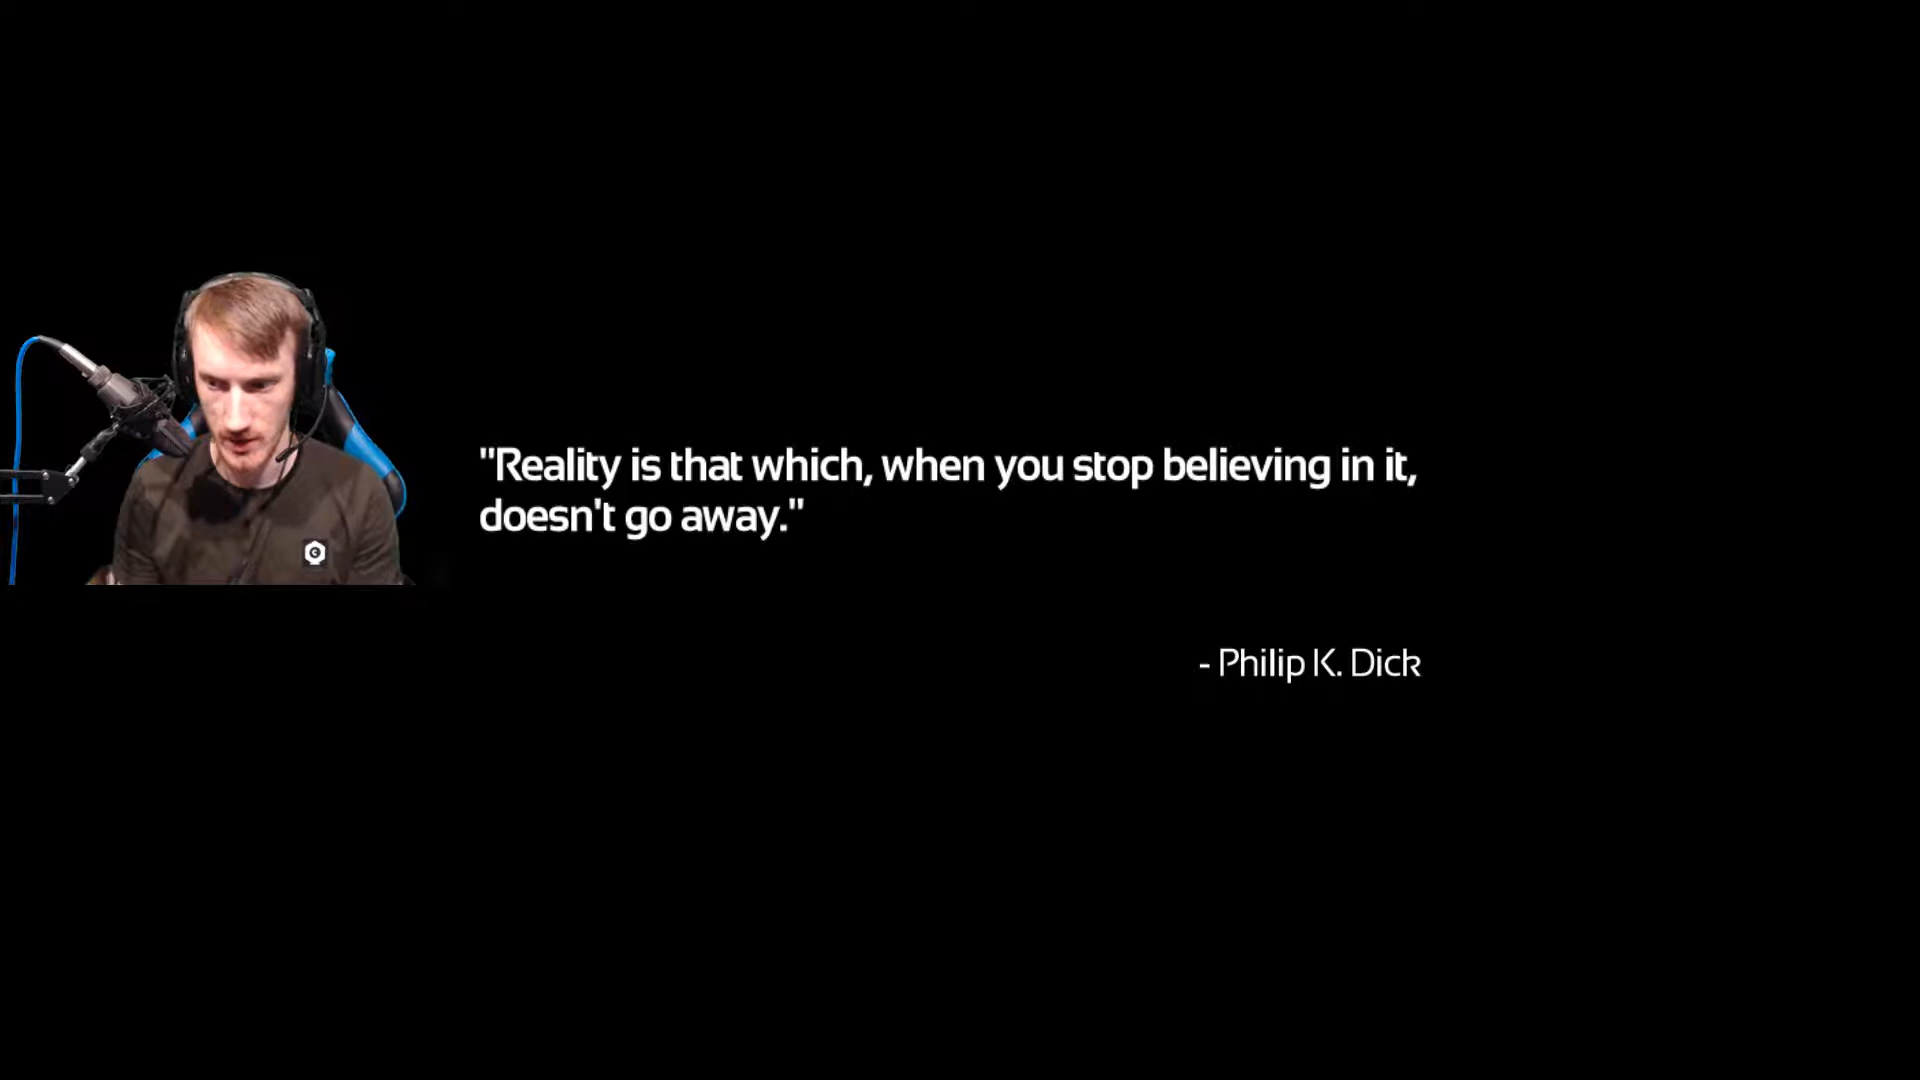 "Reality is that which, when you stop believing in it,
doesn't go away."
- Philip K. Dick